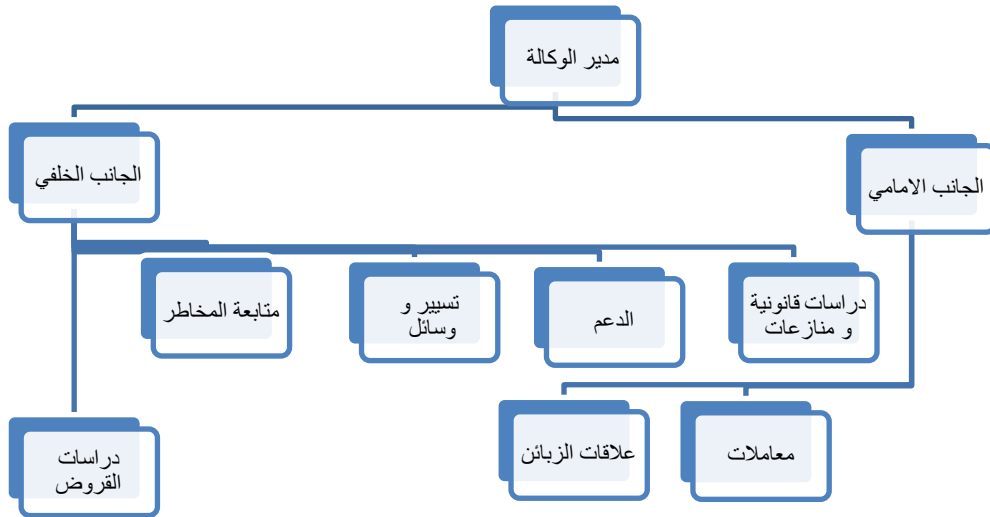 مدير الوكالة
الجانب الامامي
الجانب الخلفي
دراسات قانونية
و منازعات
الدعم
تسيير و
وسائل
متابعة المخاطر
معاملات
علاقات الزبائن
دراسات
القروض